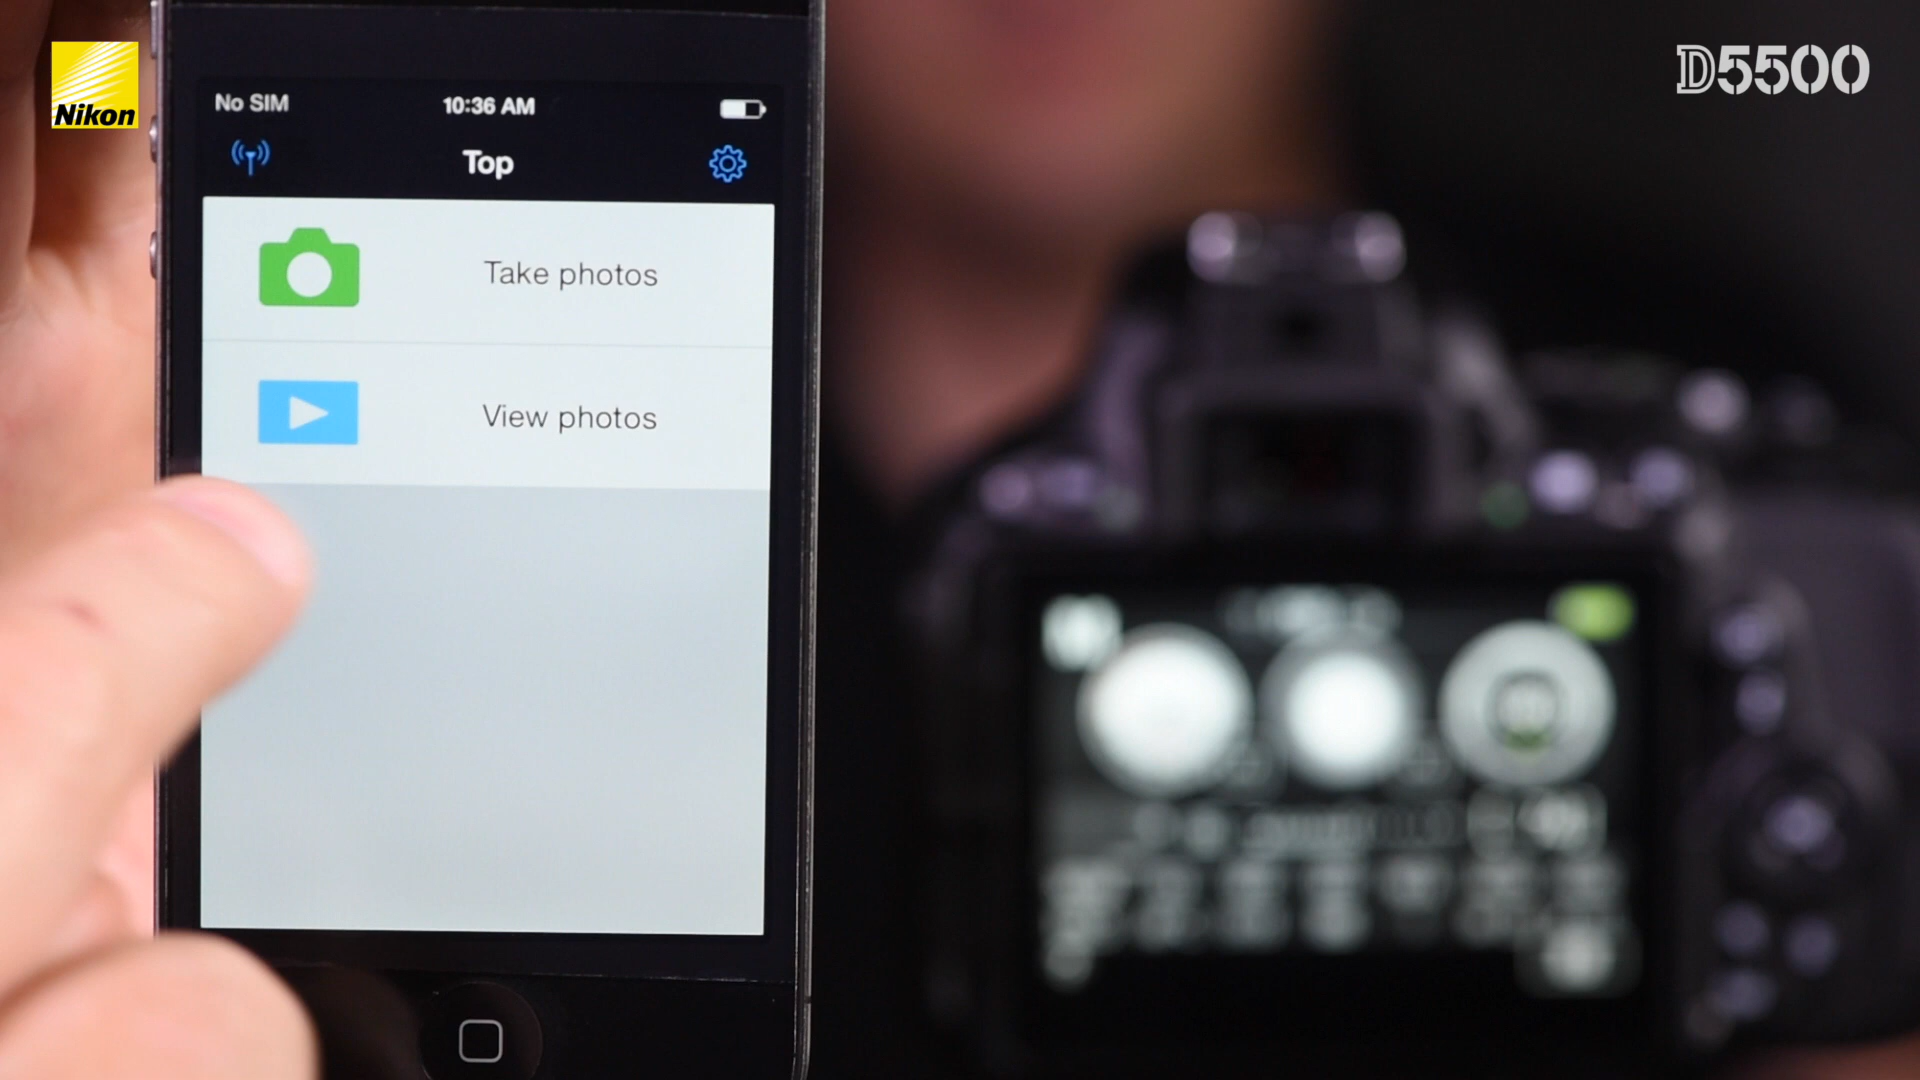 Nikon
D5500
No SIM
10:36 AM
Top
Take photos
View photos